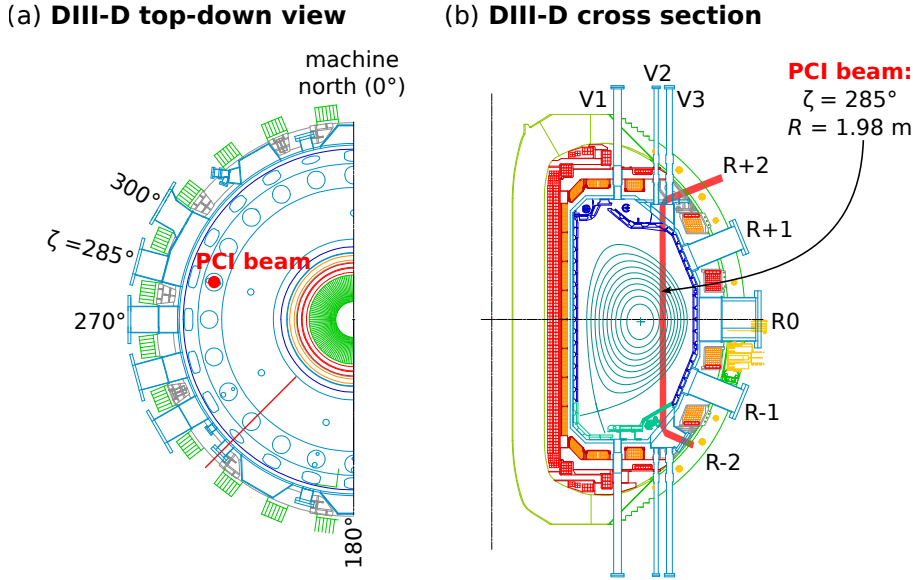 (a) DIII-D top-down view
machine
north (0°)
300°
ζ =285°
PCI beam
270°
180°
(b) DIII-D cross section
V2
V1
V3
PCI beam:
ζ = 285°
R = 1.98 m
R+2
R+1
R0
R-1
R-2